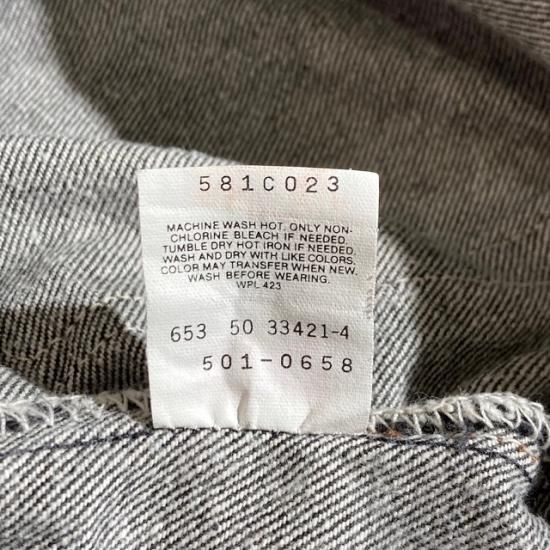 581C023
MACHINE WASH HOT. ONLY NON-
CHLORINE BLEACH IF NEEDED.
TUMBLE DRY HOT IRON IF NEEDED.
WASH AND DRY WITH LIKE COLORS.
COLOR MAY TRANSFER WHEN NEW.
WASH BEFORE WEARING.
WPL 423
653 50 33421-4
501-0658